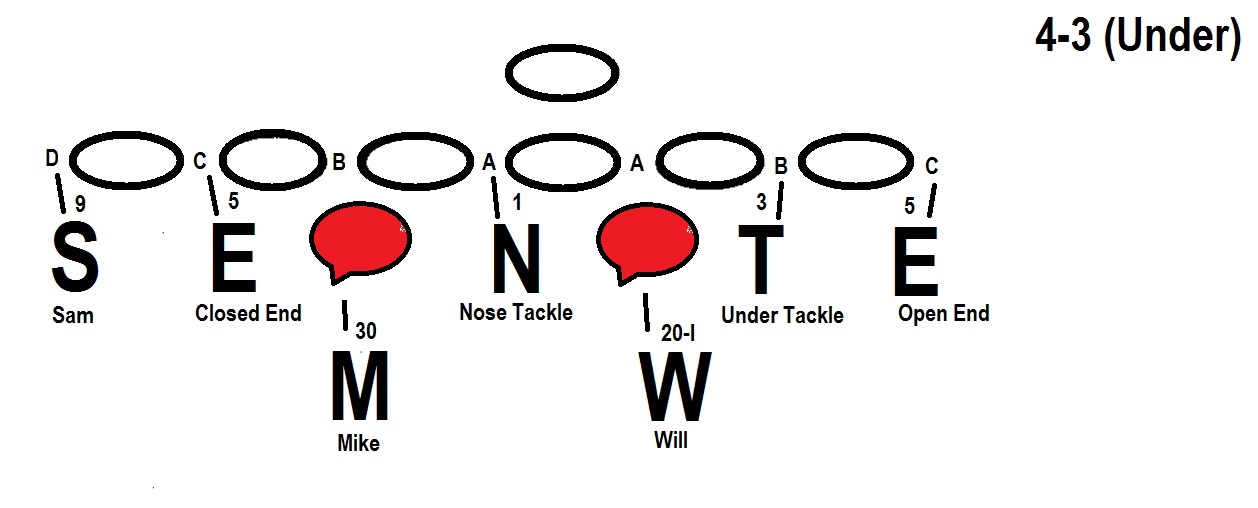 4-3 (Under)
D C B A A B C
9 5 1 3 5
S E N T E
Sam Closed End Nose Tackle Under Tackle Open End
30 20-I
M W
Mike Will